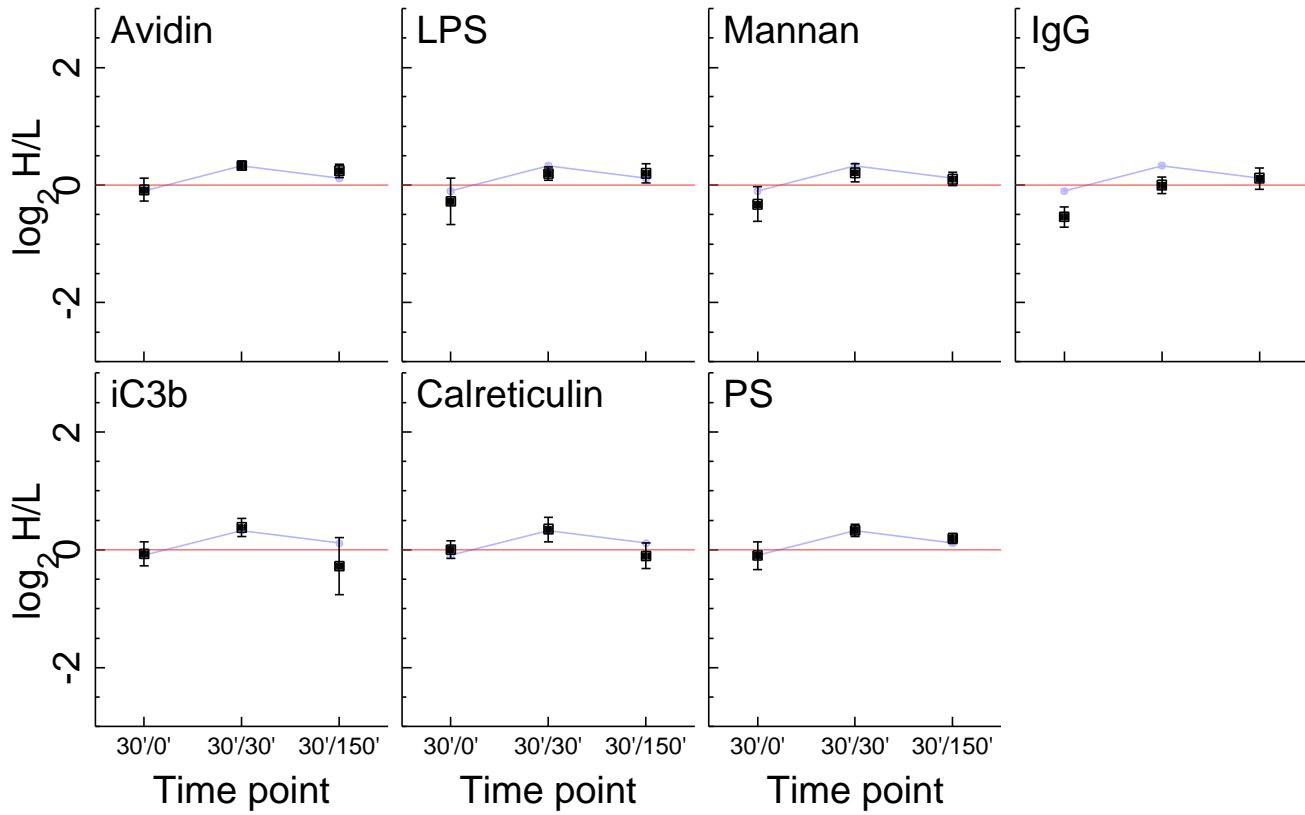 Avidin
LPS
Mannan
IgG
2
0
-2
log2 H/L
iC3b
Calreticulin
PS
2
0
-2
log2 H/L
30'/0' 30'/30' 30'/150'
30'/0' 30'/30' 30'/150'
30'/0' 30'/30' 30'/150'
Time point
Time point
Time point